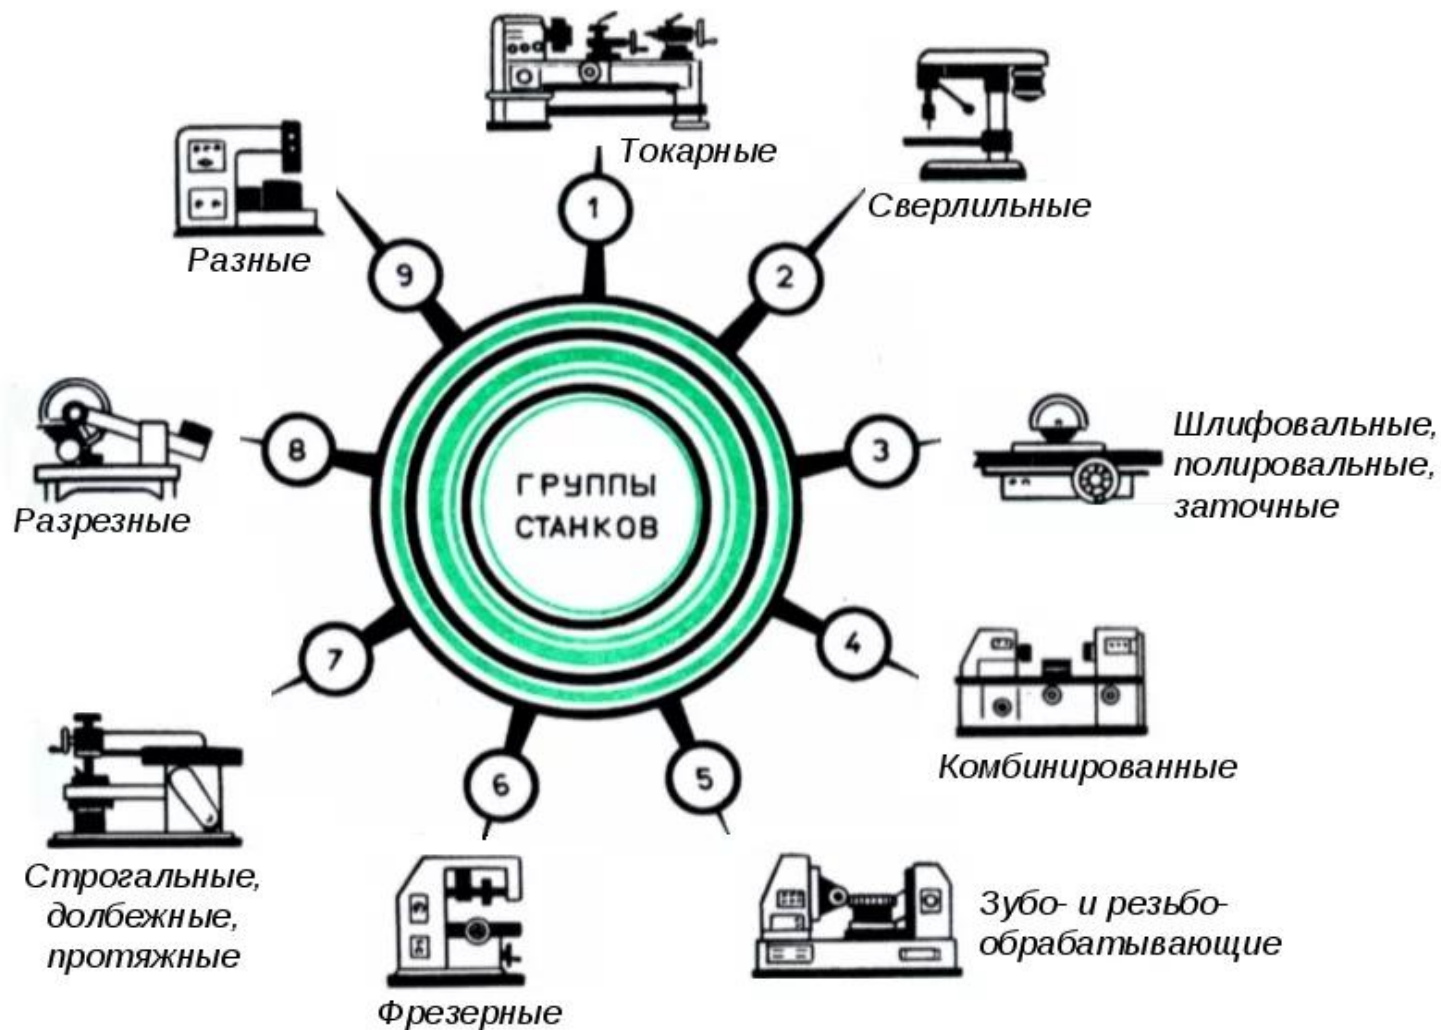 Токарные
1
Сверлильные
2
Шлифовальные,
полировальные,
заточные
3
Комбинированные
4
Зубо- и резьбо-
обрабатывающие
5
Фрезерные
6
Строгальные,
долбежные,
протяжные
7
Разрезные
8
Разные
9
ГРУППЫ
СТАНКОВ